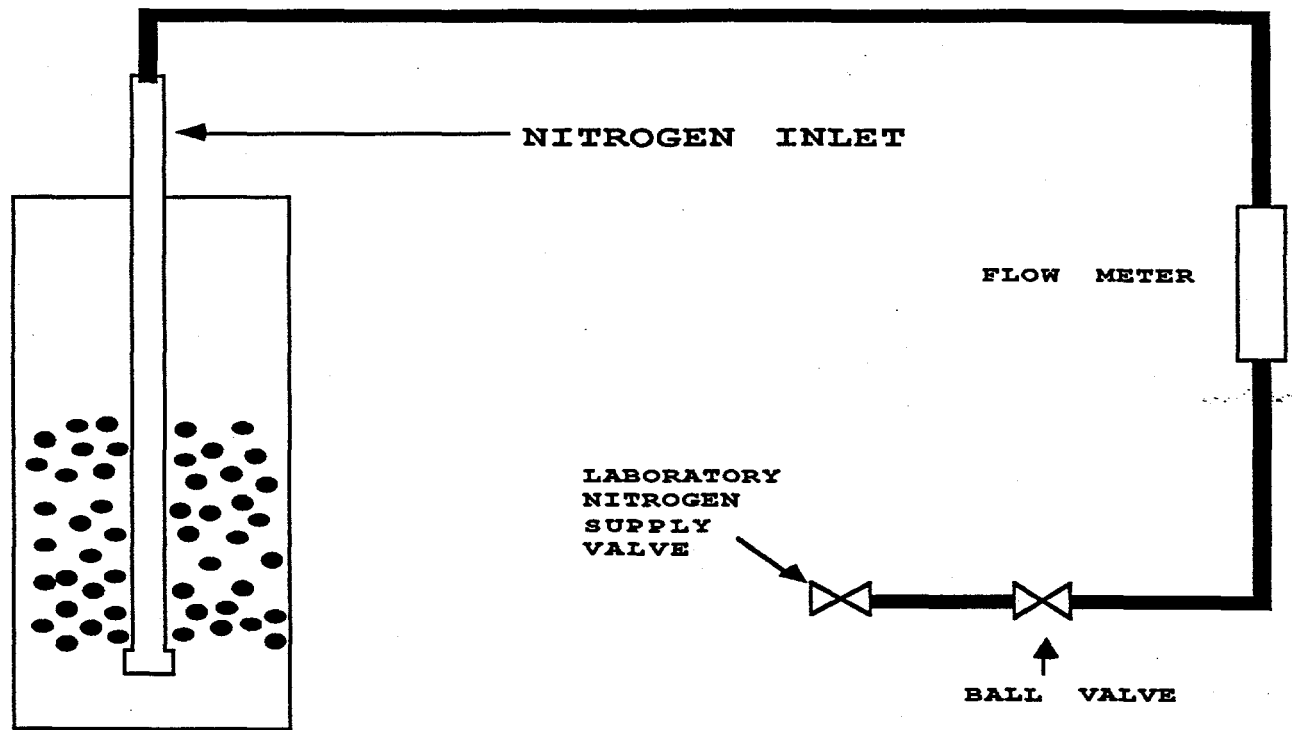 NITROGEN INLET
FLOW METER
LABORATORY
NITROGEN
SUPPLY
VALVE
BALL VALVE